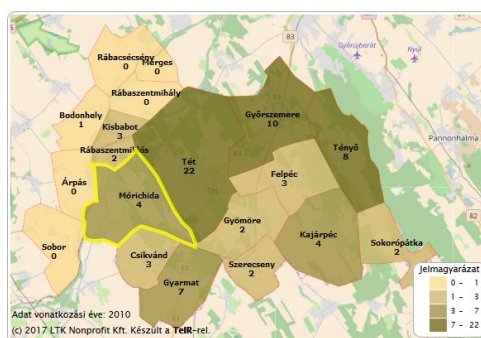 81
83
Győrújbarát
Nyul
Rábacsécsény
0
Mérges
0
Rábaszentmihály
0
Bodonhely
1
Kisbabot
3
Győrszemere
10
Pannonhalma
Rábaszentmiklós
2
Tét
22
Tényő
8
Árpás
0
Felpéc
3
Mórichida
4
Gyömöre
2
Kajárpéc
4
Sokorópátka
2
Sobor
0
Csikvánd
3
Szerecseny
2
Gyarmat
7
83
Jelmagyarázat
0 - 1
1 - 3
3 - 7
7 - 22
Adat vonatkozási éve: 2010
(c) 2017 LTK Nonprofit Kft. Készült a TeIR-rel.